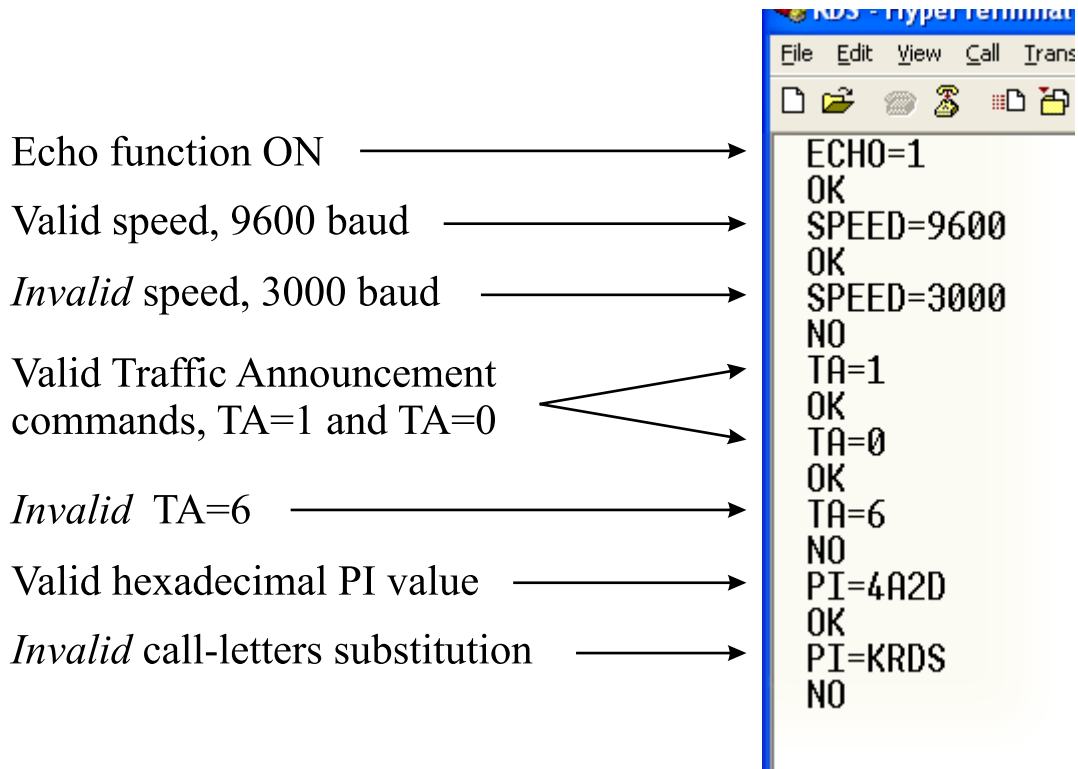 RDS - HyperTerminal
File Edit View Call Trans
Echo function ON
ECHO=1
OK
Valid speed, 9600 baud
SPEED=9600
OK
Invalid speed, 3000 baud
SPEED=3000
NO
Valid Traffic Announcement
commands, TA=1 and TA=0
TA=1
OK
TA=0
OK
Invalid TA=6
TA=6
NO
Valid hexadecimal PI value
PI=4A2D
OK
Invalid call-letters substitution
PI=KRDS
NO